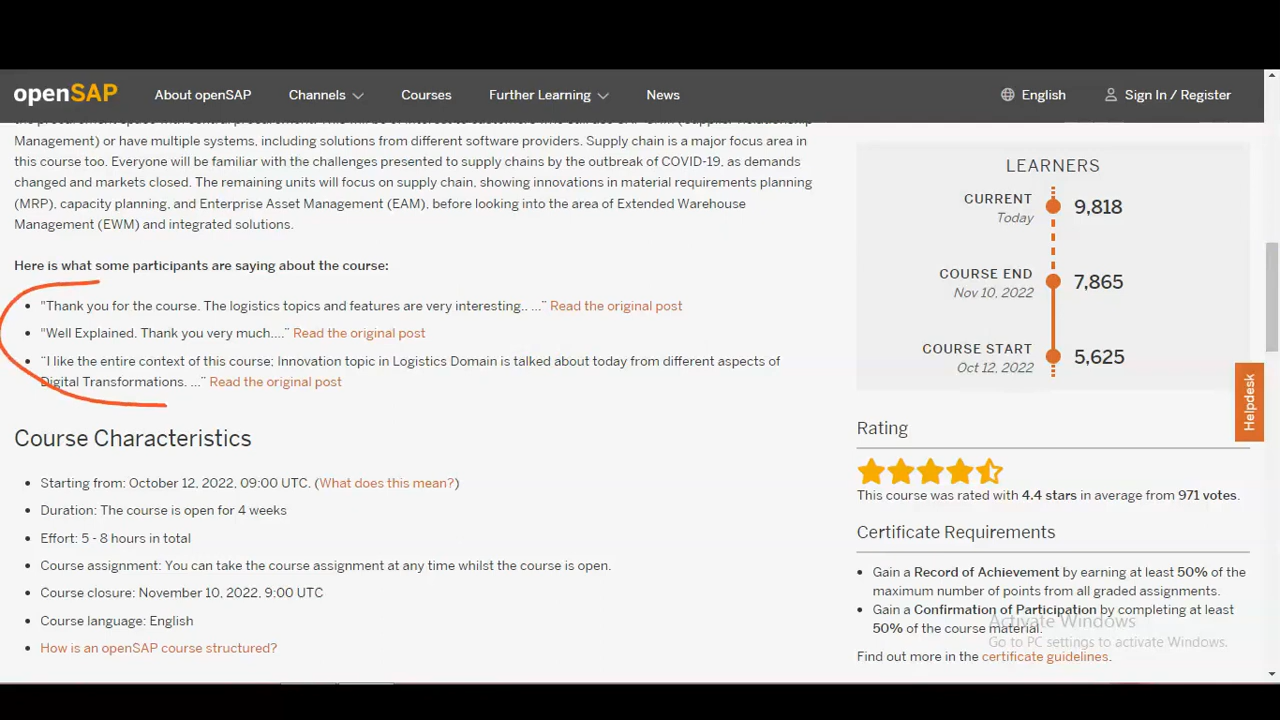 openSAP
About openSAP
Channels
Courses
Further Learning
News
English
Sign In / Register
Management) or have multiple systems, including solutions from different software providers. Supply chain is a major focus area in
this course too. Everyone will be familiar with the challenges presented to supply chains by the outbreak of COVID-19, as demands
changed and markets closed. The remaining units will focus on supply chain, showing innovations in material requirements planning
(MRP), capacity planning, and Enterprise Asset Management (EAM), before looking into the area of Extended Warehouse
Management (EWM) and integrated solutions.
Here is what some participants are saying about the course:
• "Thank you for the course. The logistics topics and features are very interesting.. ..." Read the original post
• "Well Explained. Thank you very much...." Read the original post
• "I like the entire context of this course; Innovation topic in Logistics Domain is talked about today from different aspects of
Digital Transformations. ..." Read the original post
Course Characteristics
• Starting from: October 12, 2022, 09:00 UTC. (What does this mean?)
• Duration: The course is open for 4 weeks
• Effort: 5 - 8 hours in total
• Course assignment: You can take the course assignment at any time whilst the course is open.
• Course closure: November 10, 2022, 9:00 UTC
• Course language: English
• How is an openSAP course structured?
LEARNERS
CURRENT
Today
9,818
COURSE END
Nov 10, 2022
7,865
COURSE START
Oct 12, 2022
5,625
Helpdesk
Rating
This course was rated with 4.4 stars in average from 971 votes.
Certificate Requirements
• Gain a Record of Achievement by earning at least 50% of the
maximum number of points from all graded assignments.
• Gain a Confirmation of Participation by completing at least
50% of the course material.
Find out more in the certificate guidelines.
Activate Windows
Go to PC settings to activate Windows.